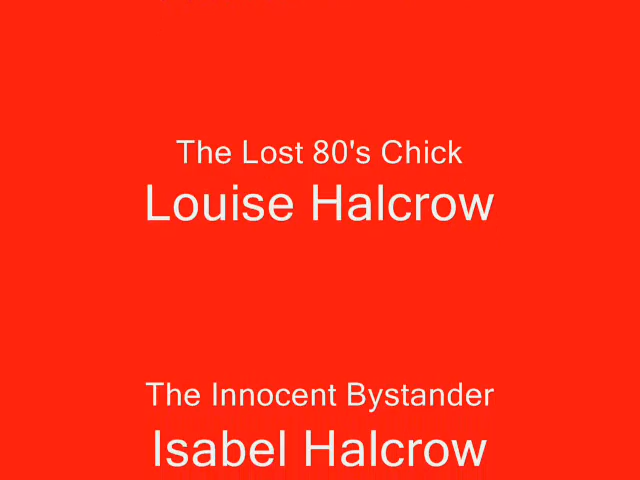 The Lost 80's Chick
Louise Halcrow
The Innocent Bystander
Isabel Halcrow